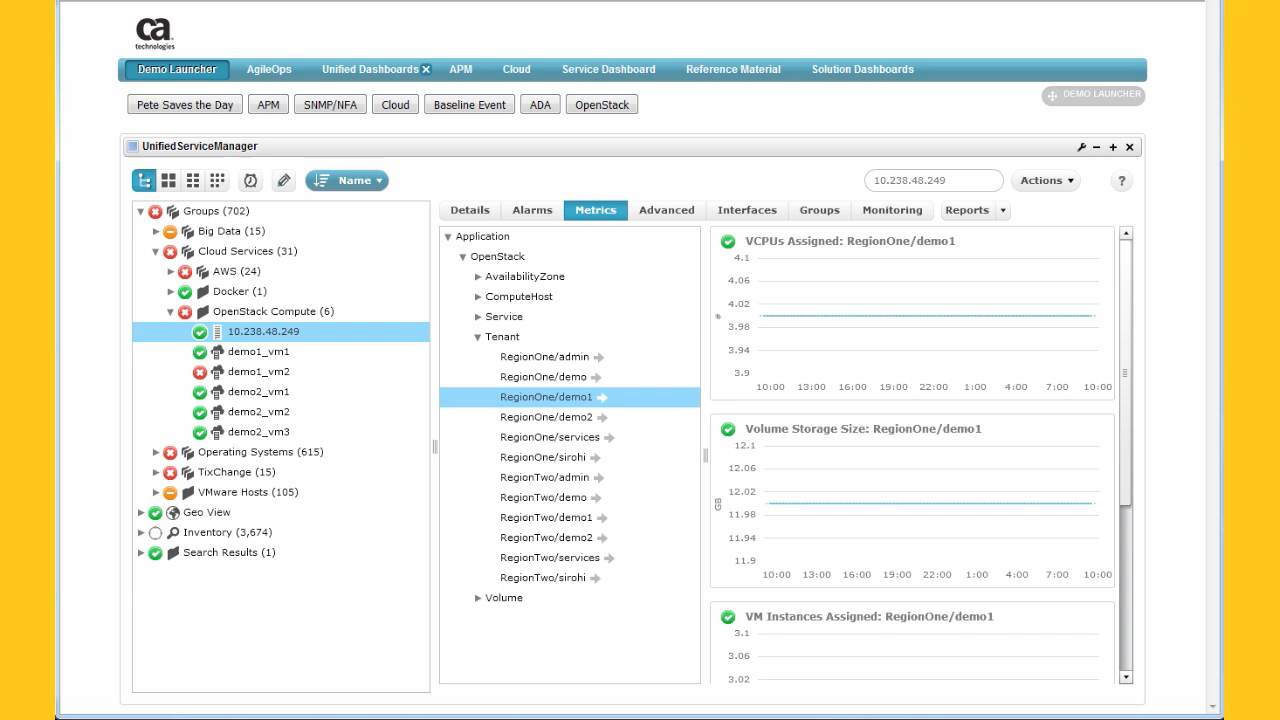 ca
technologies
Demo Launcher AgileOps Unified Dashboards APM Cloud Service Dashboard Reference Material Solution Dashboards
Pete Saves the Day APM SNMP/NFA Cloud Baseline Event ADA OpenStack
DEMO LAUNCHER
UnifiedServiceManager
Name
10.238.48.249
Actions
?
Groups (702)
Big Data (15)
Cloud Services (31)
AWS (24)
Docker (1)
OpenStack Compute (6)
10.238.48.249
demo1_vm1
demo1_vm2
demo2_vm1
demo2_vm2
demo2_vm3
Operating Systems (615)
TixChange (15)
VMware Hosts (105)
Geo View
Inventory (3,674)
Search Results (1)
Details Alarms Metrics Advanced Interfaces Groups Monitoring Reports
Application
OpenStack
AvailabilityZone
ComputeHost
Service
Tenant
RegionOne/admin
RegionOne/demo
RegionOne/demo1
RegionOne/demo2
RegionOne/services
RegionOne/sirohi
RegionTwo/admin
RegionTwo/demo
RegionTwo/demo1
RegionTwo/demo2
RegionTwo/services
RegionTwo/sirohi
Volume
VCPUs Assigned: RegionOne/demo1
4.1
4.06
4.02
3.98
3.94
3.9
#
10:00 13:00 16:00 19:00 22:00 1:00 4:00 7:00 10:00
Volume Storage Size: RegionOne/demo1
12.1
12.06
12.02
11.98
11.94
11.9
GB
10:00 13:00 16:00 19:00 22:00 1:00 4:00 7:00 10:00
VM Instances Assigned: RegionOne/demo1
3.1
3.06
3.02